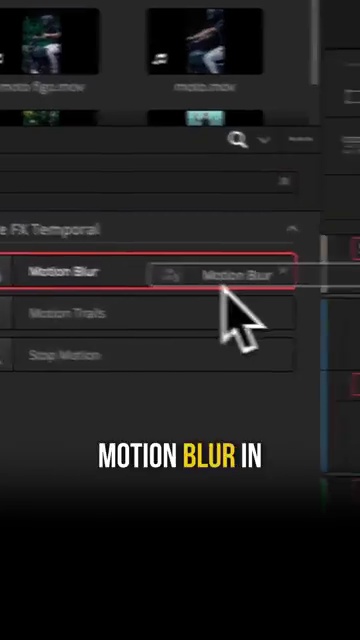 moto figo.mov
moto.mov
e FX Temporal
Motion Blur
Motion Blur
Motion Trails
Stop Motion
MOTION BLUR IN